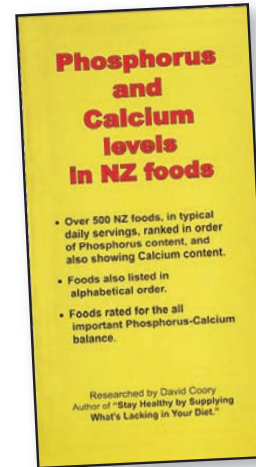 Phosphorus
and
Calcium
levels
in NZ foods
• Over 500 NZ foods, in typical
daily servings, ranked in order
of Phosphorus content, and
also showing Calcium content.
• Foods also listed in
alphabetical order.
• Foods rated for the all
important Phosphorus-Calcium
balance.
Researched by David Coory
Author of "Stay Healthy by Supplying
What's Lacking in Your Diet."